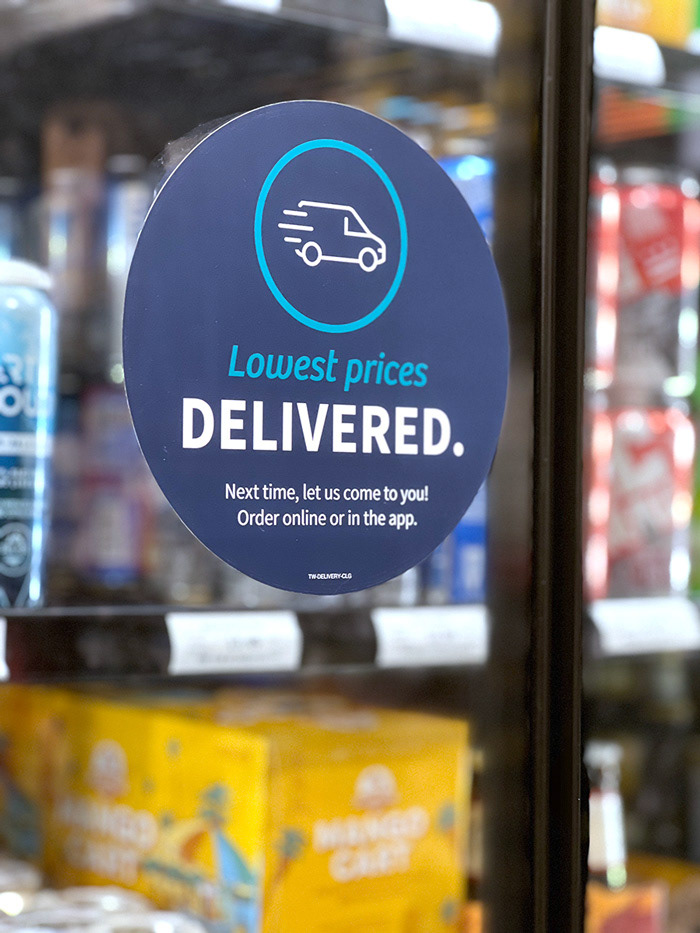 Lowest prices
DELIVERED.
Next time, let us come to you!
Order online or in the app.
TW-DELIVERY-CLG
MANGO
CART
MANGO
CART